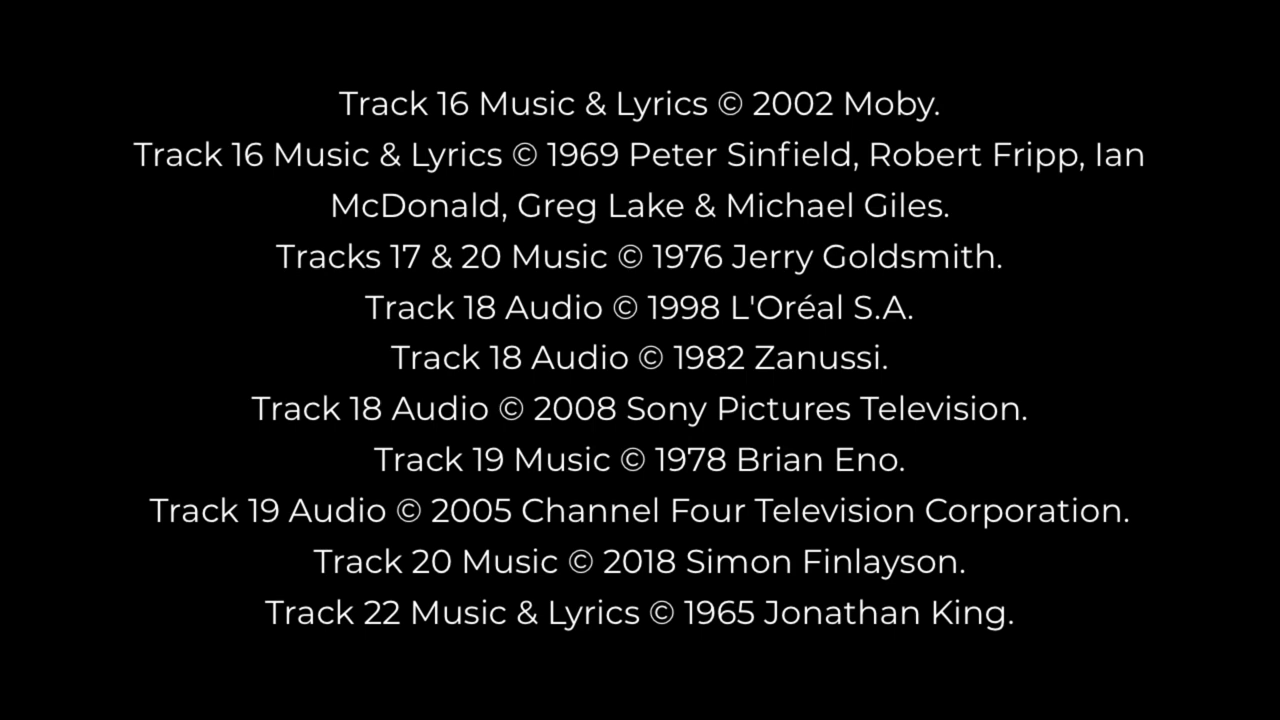 Track 16 Music & Lyrics © 2002 Moby.
Track 16 Music & Lyrics © 1969 Peter Sinfield, Robert Fripp, Ian
McDonald, Greg Lake & Michael Giles.
Tracks 17 & 20 Music © 1976 Jerry Goldsmith.
Track 18 Audio © 1998 L'Oréal S.A.
Track 18 Audio © 1982 Zanussi.
Track 18 Audio © 2008 Sony Pictures Television.
Track 19 Music © 1978 Brian Eno.
Track 19 Audio © 2005 Channel Four Television Corporation.
Track 20 Music © 2018 Simon Finlayson.
Track 22 Music & Lyrics © 1965 Jonathan King.